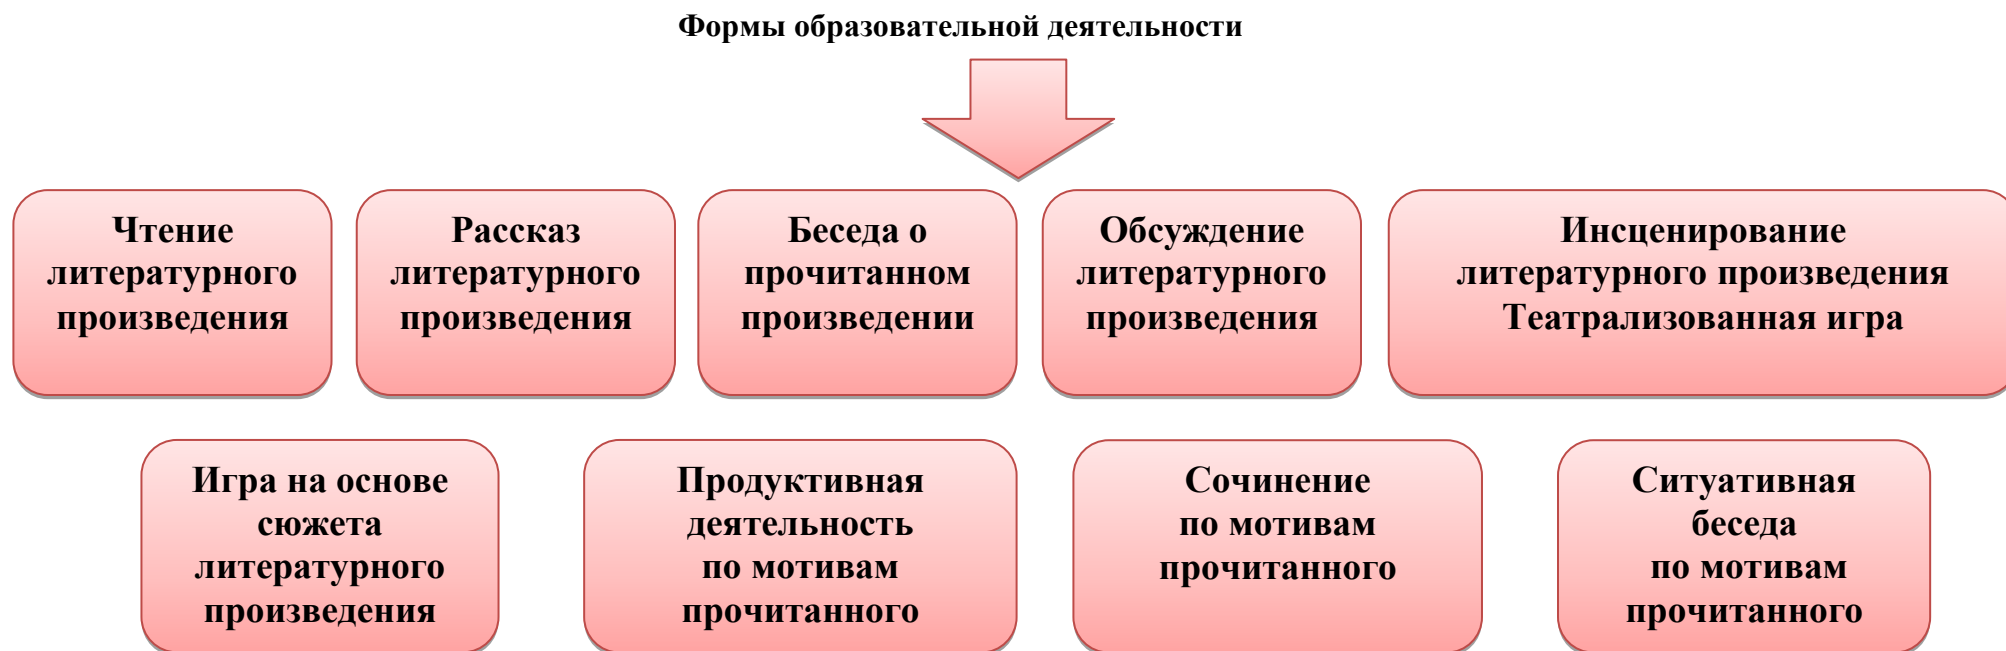 Формы образовательной деятельности
Чтение
литературного
произведения
Рассказ
литературного
произведения
Беседа о
прочитанном
произведении
Обсуждение
литературного
произведения
Инсценирование
литературного произведения
Театрализованная игра
Игра на основе
сюжета
литературного
произведения
Продуктивная
деятельность
по мотивам
прочитанного
Сочинение
по мотивам
прочитанного
Ситуативная
беседа
по мотивам
прочитанного